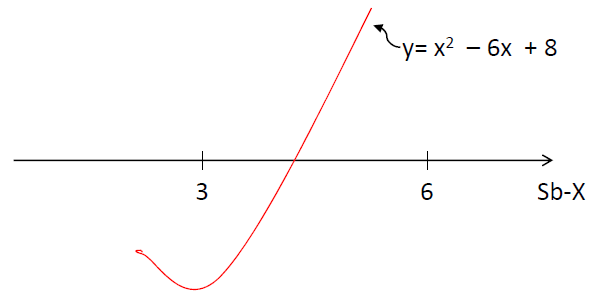 y= x² – 6x + 8
3
6
Sb-X